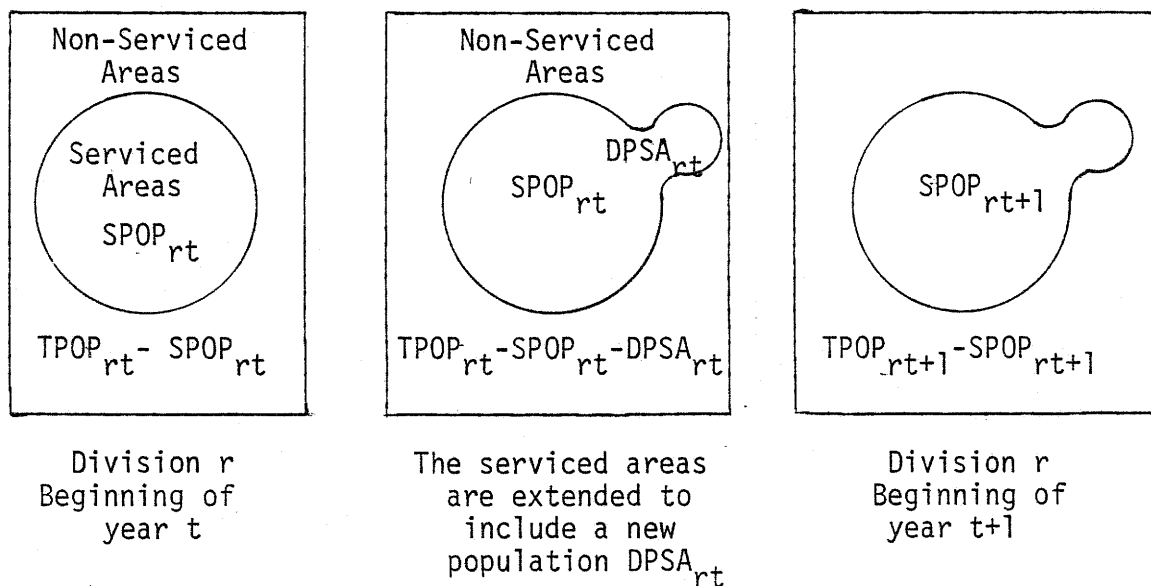 Non-Serviced
Areas
Serviced
Areas
SPOP_rt
TPOP_rt- SPOP_rt
Division r
Beginning of
year t
Non-Serviced
Areas
DPSA_rt
SPOP_rt
TPOP_rt-SPOP_rt-DPSA_rt
The serviced areas
are extended to
include a new
population DPSA_rt
SPOP_rt+1
TPOP_rt+1-SPOP_rt+1
Division r
Beginning of
year t+1